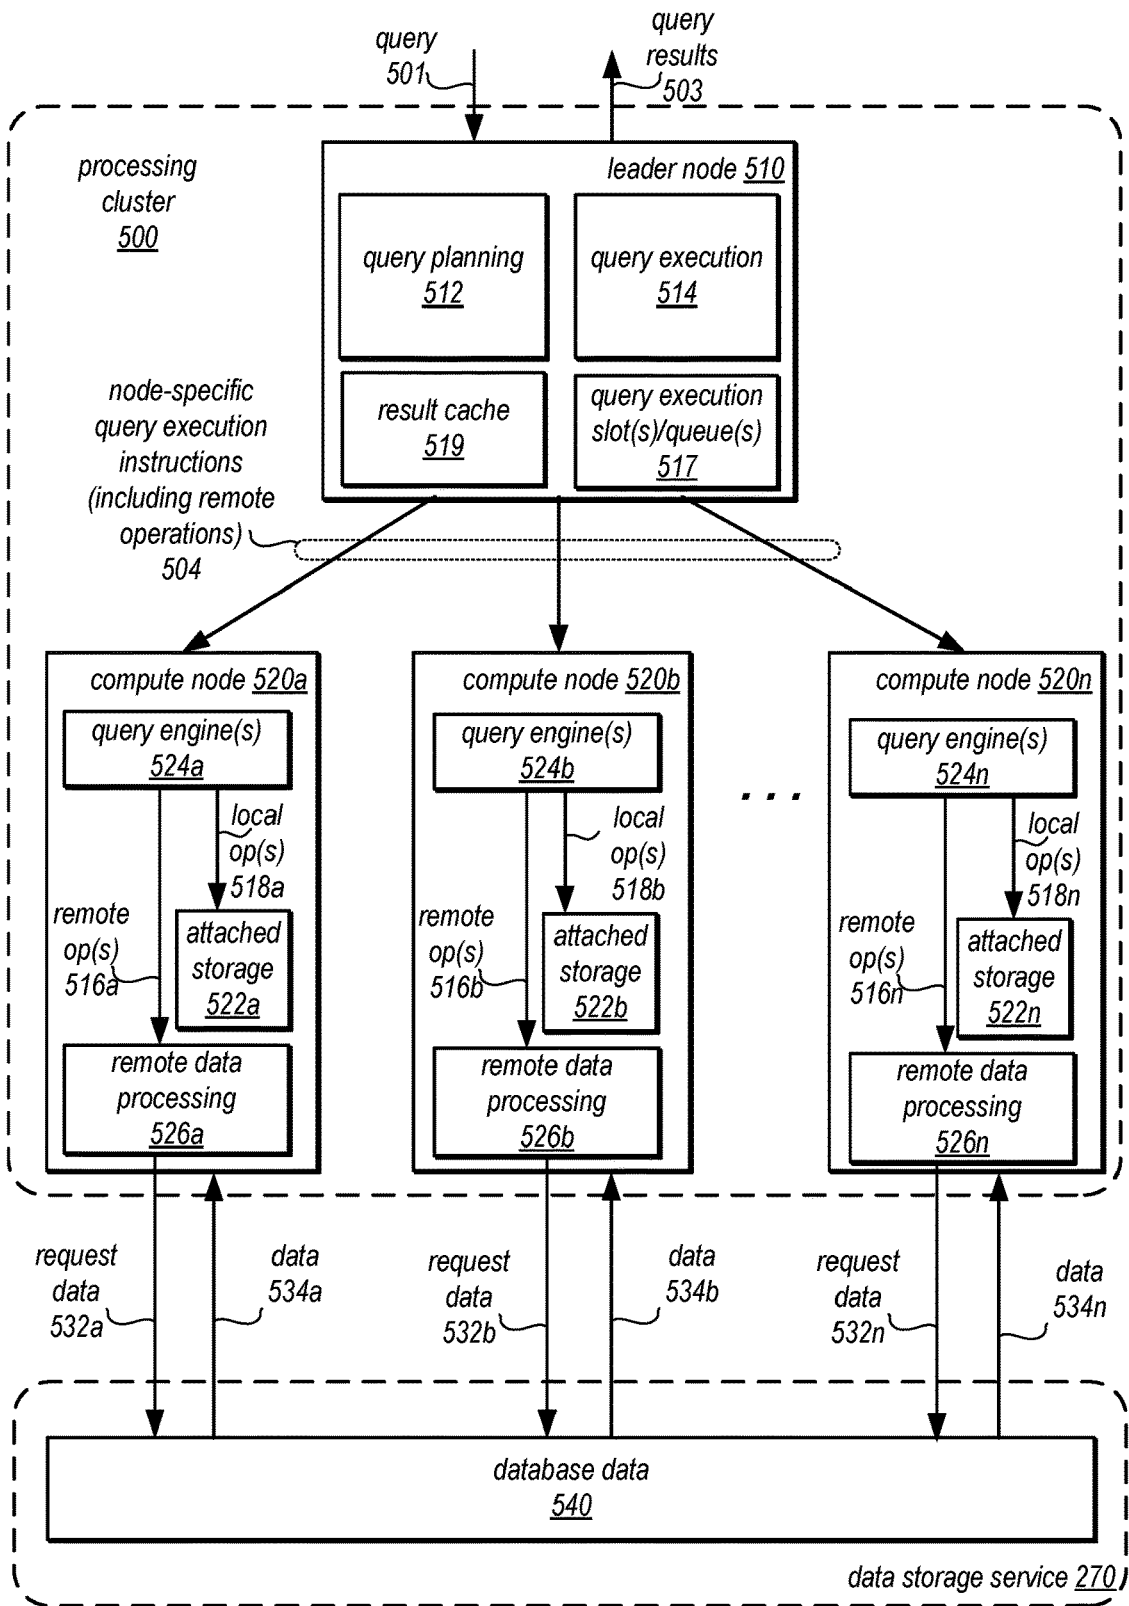 query
501
query
results
503
processing
cluster
500
leader node 510
query planning
512
query execution
514
result cache
519
query execution
slot(s)/queue(s)
517
node-specific
query execution
instructions
(including remote
operations)
504
compute node 520a
query engine(s)
524a
local
op(s)
518a
remote
op(s)
516a
attached
storage
522a
remote data
processing
526a
compute node 520b
query engine(s)
524b
local
op(s)
518b
remote
op(s)
516b
attached
storage
522b
remote data
processing
526b
. . .
compute node 520n
query engine(s)
524n
local
op(s)
518n
remote
op(s)
516n
attached
storage
522n
remote data
processing
526n
request
data
532a
data
534a
request
data
532b
data
534b
request
data
532n
data
534n
database data
540
data storage service 270